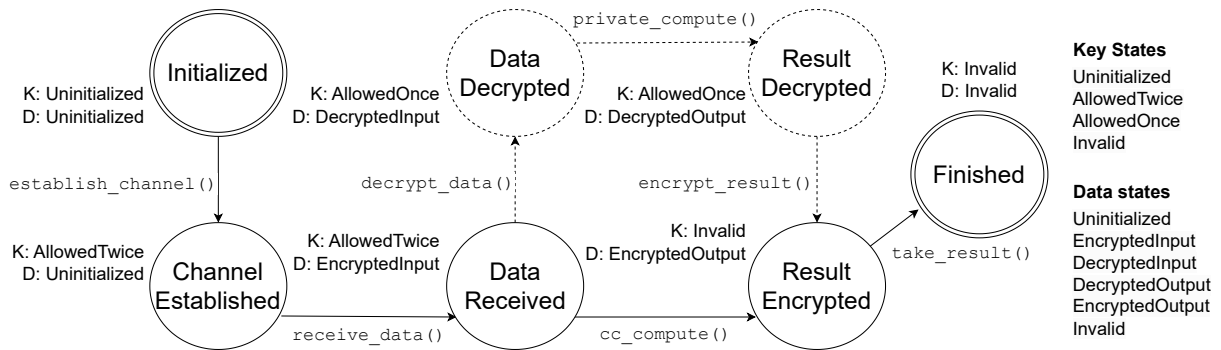 private_compute()
Initialized
Data
Decrypted
Result
Decrypted
K: Uninitialized
D: Uninitialized
K: AllowedOnce
D: DecryptedInput
K: AllowedOnce
D: DecryptedOutput
K: Invalid
D: Invalid
establish_channel()
decrypt_data()
encrypt_result()
Finished
K: AllowedTwice
D: Uninitialized
Channel
Established
K: AllowedTwice
D: EncryptedInput
Data
Received
K: Invalid
D: EncryptedOutput
Result
Encrypted
take_result()
receive_data()
cc_compute()
Key States
Uninitialized
AllowedTwice
AllowedOnce
Invalid
Data states
Uninitialized
EncryptedInput
DecryptedInput
DecryptedOutput
EncryptedOutput
Invalid